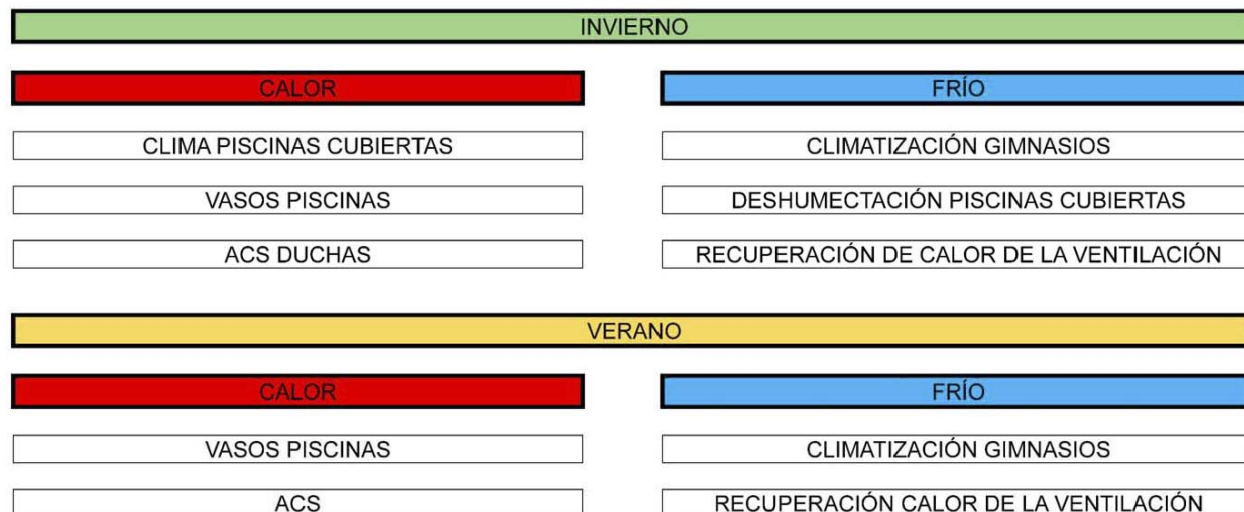 INVIERNO
CALOR
FRÍO
CLIMA PISCINAS CUBIERTAS
CLIMATIZACIÓN GIMNASIOS
VASOS PISCINAS
DESHUMECTACIÓN PISCINAS CUBIERTAS
ACS DUCHAS
RECUPERACIÓN DE CALOR DE LA VENTILACIÓN
VERANO
CALOR
FRÍO
VASOS PISCINAS
CLIMATIZACIÓN GIMNASIOS
ACS
RECUPERACIÓN CALOR DE LA VENTILACIÓN